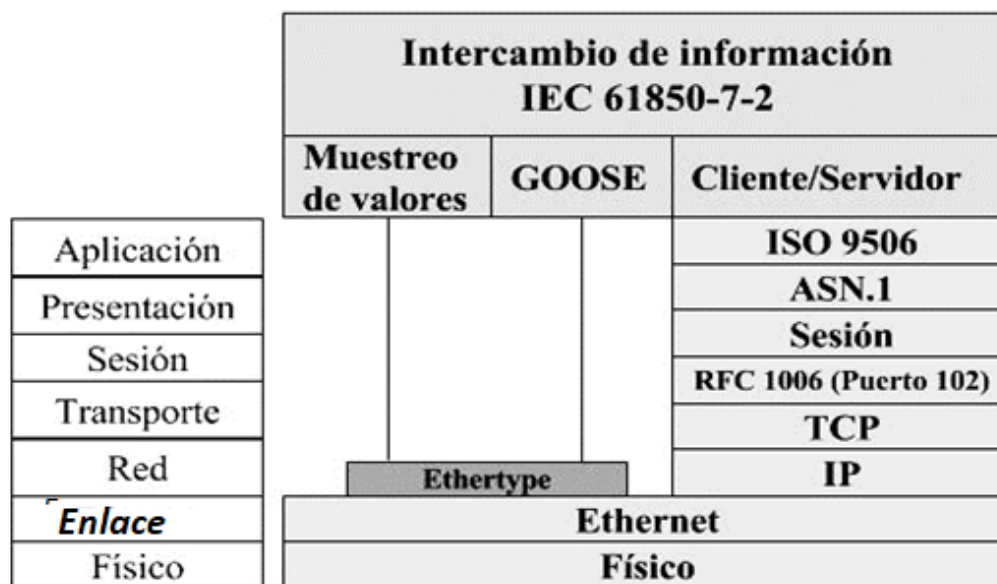 Intercambio de información
IEC 61850-7-2
Muestreo
de valores
GOOSE
Cliente/Servidor
Aplicación
Presentación
Sesión
Transporte
Red
Enlace
Físico
ISO 9506
ASN.1
Sesión
RFC 1006 (Puerto 102)
TCP
IP
Ethertype
Ethernet
Físico